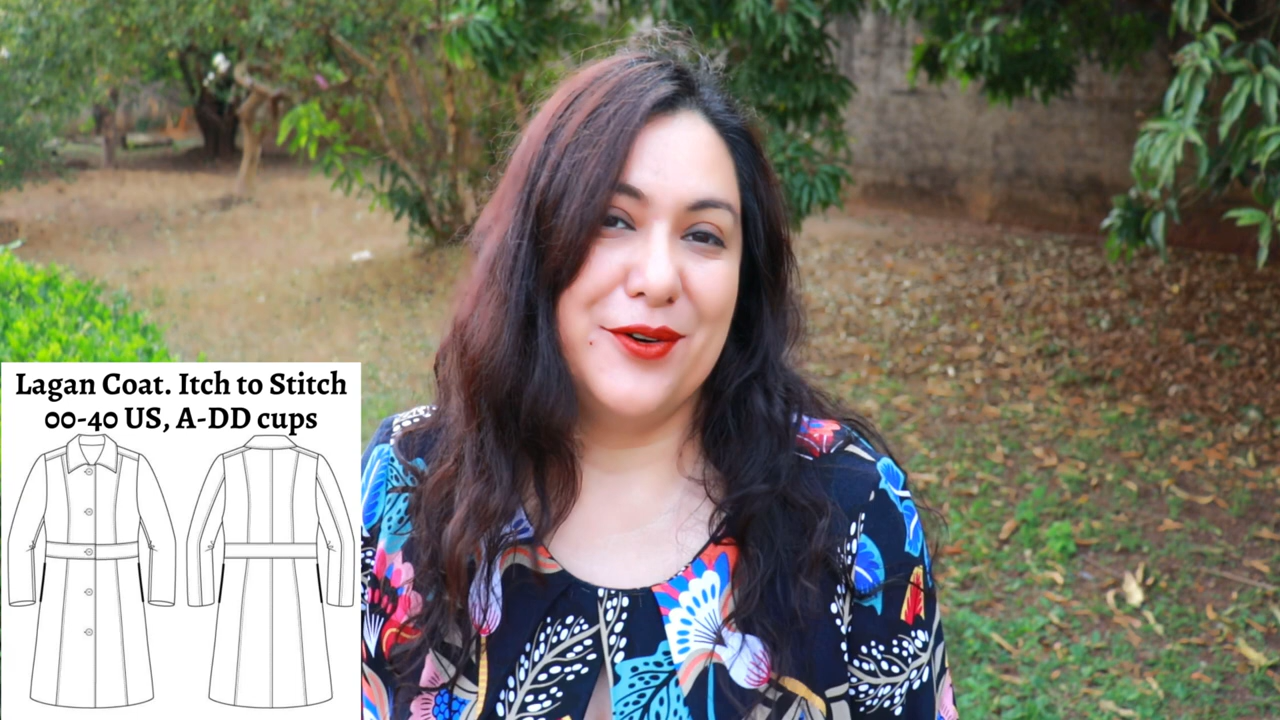 Lagan Coat. Itch to Stitch
00-40 US, A-DD cups